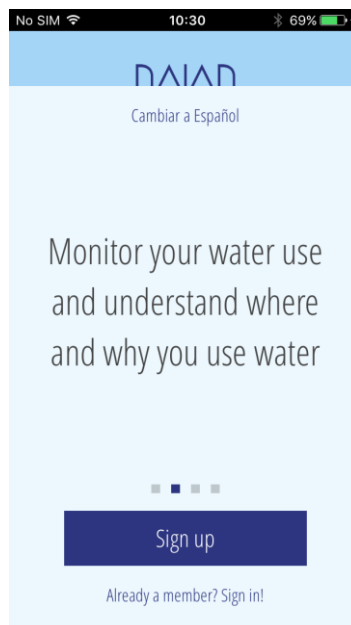 No SIM 10:30 69%
Cambiar a Español
Monitor your water use
and understand where
and why you use water
Sign up
Already a member? Sign in!